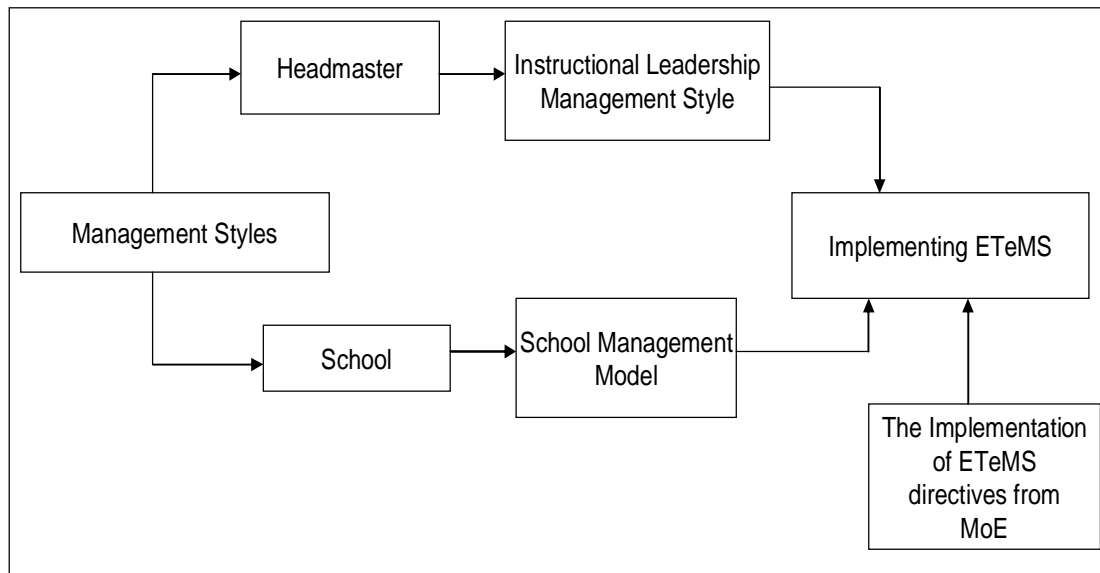 Headmaster
Instructional Leadership
Management Style
Management Styles
Implementing ETeMS
School
School Management
Model
The Implementation
of ETeMS
directives from
MoE